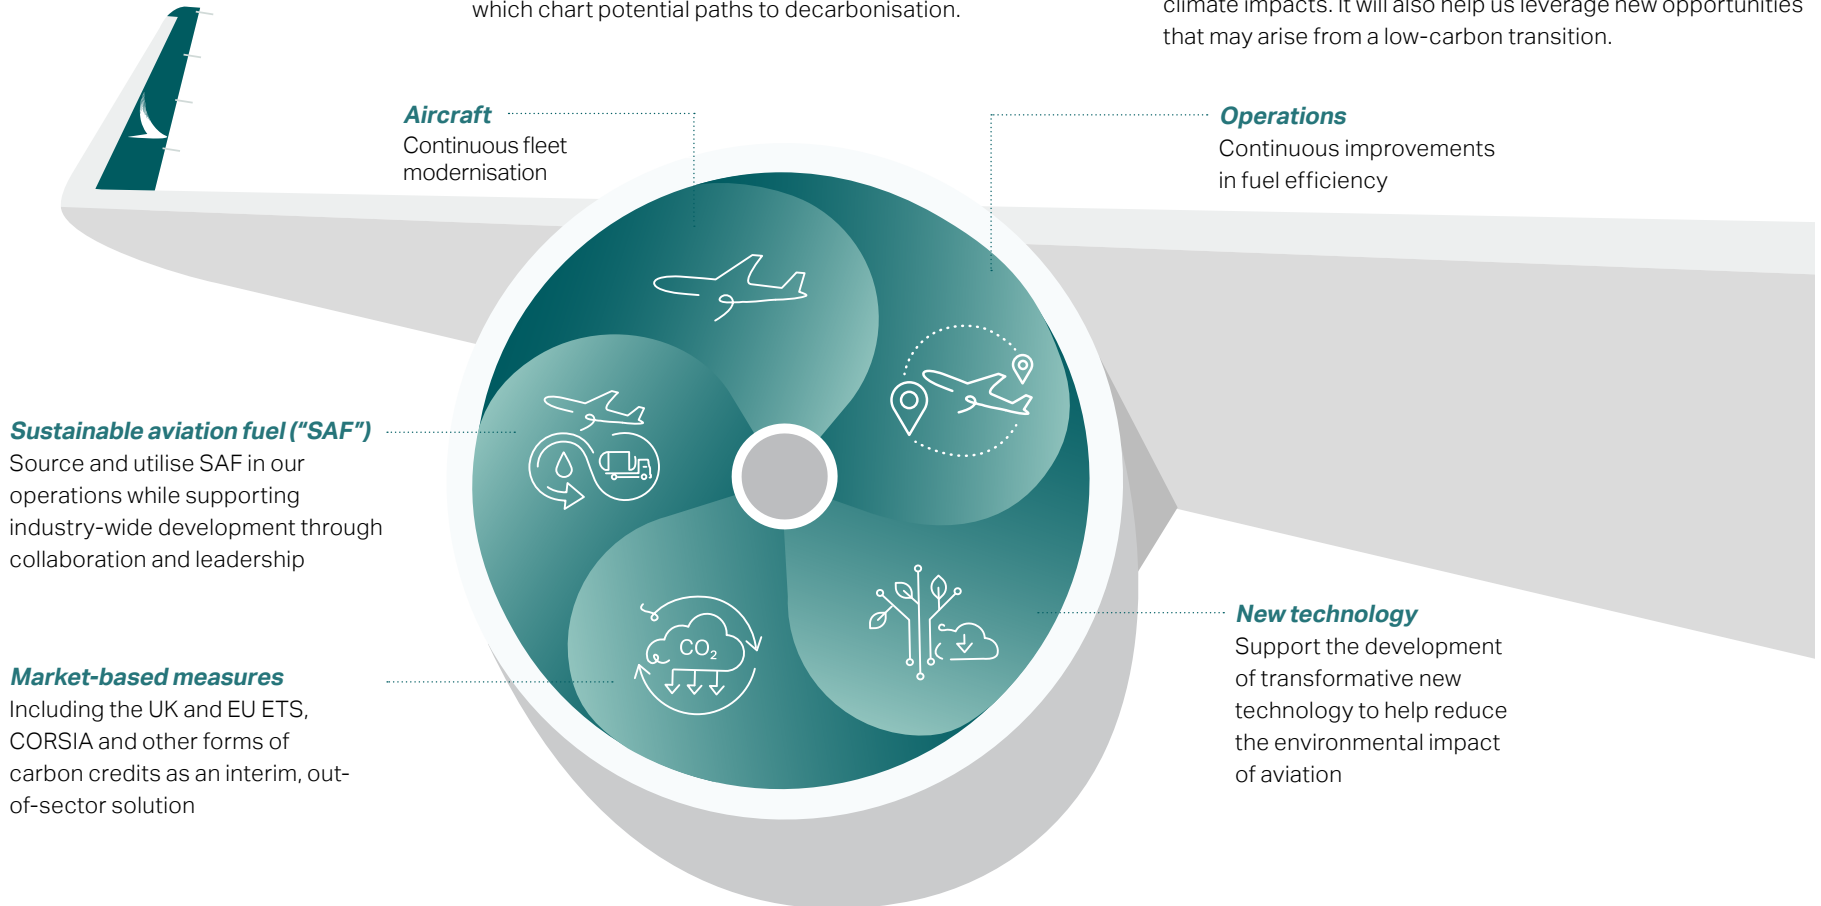 which chart potential paths to decarbonisation.
climate impacts. It will also help us leverage new opportunities
that may arise from a low-carbon transition.
Aircraft
Continuous fleet
modernisation
Operations
Continuous improvements
in fuel efficiency
Sustainable aviation fuel (“SAF”)
Source and utilise SAF in our
operations while supporting
industry-wide development through
collaboration and leadership
CO₂
New technology
Support the development
of transformative new
technology to help reduce
the environmental impact
of aviation
Market-based measures
Including the UK and EU ETS,
CORSIA and other forms of
carbon credits as an interim, out-
of-sector solution